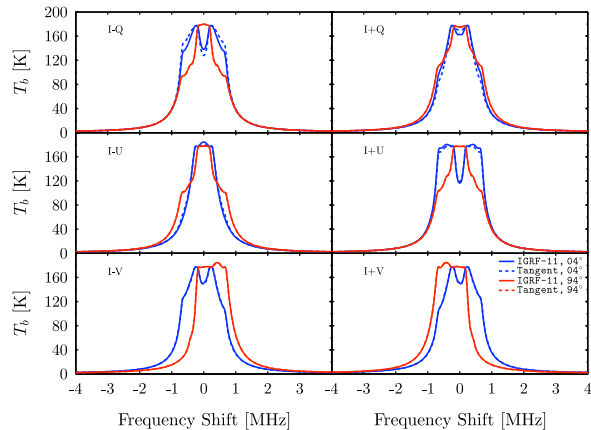 200
160
120
80
40
0
T_b [K]
I-Q
I+Q
160
120
80
40
0
T_b [K]
I-U
I+U
160
120
80
40
0
T_b [K]
I-V
I+V
IGRF-11, 04°
Tangent, 04°
IGRF-11, 94°
Tangent, 94°
-4 -3 -2 -1 0 1 2 3 -4 -3 -2 -1 0 1 2 3 4
Frequency Shift [MHz] Frequency Shift [MHz]